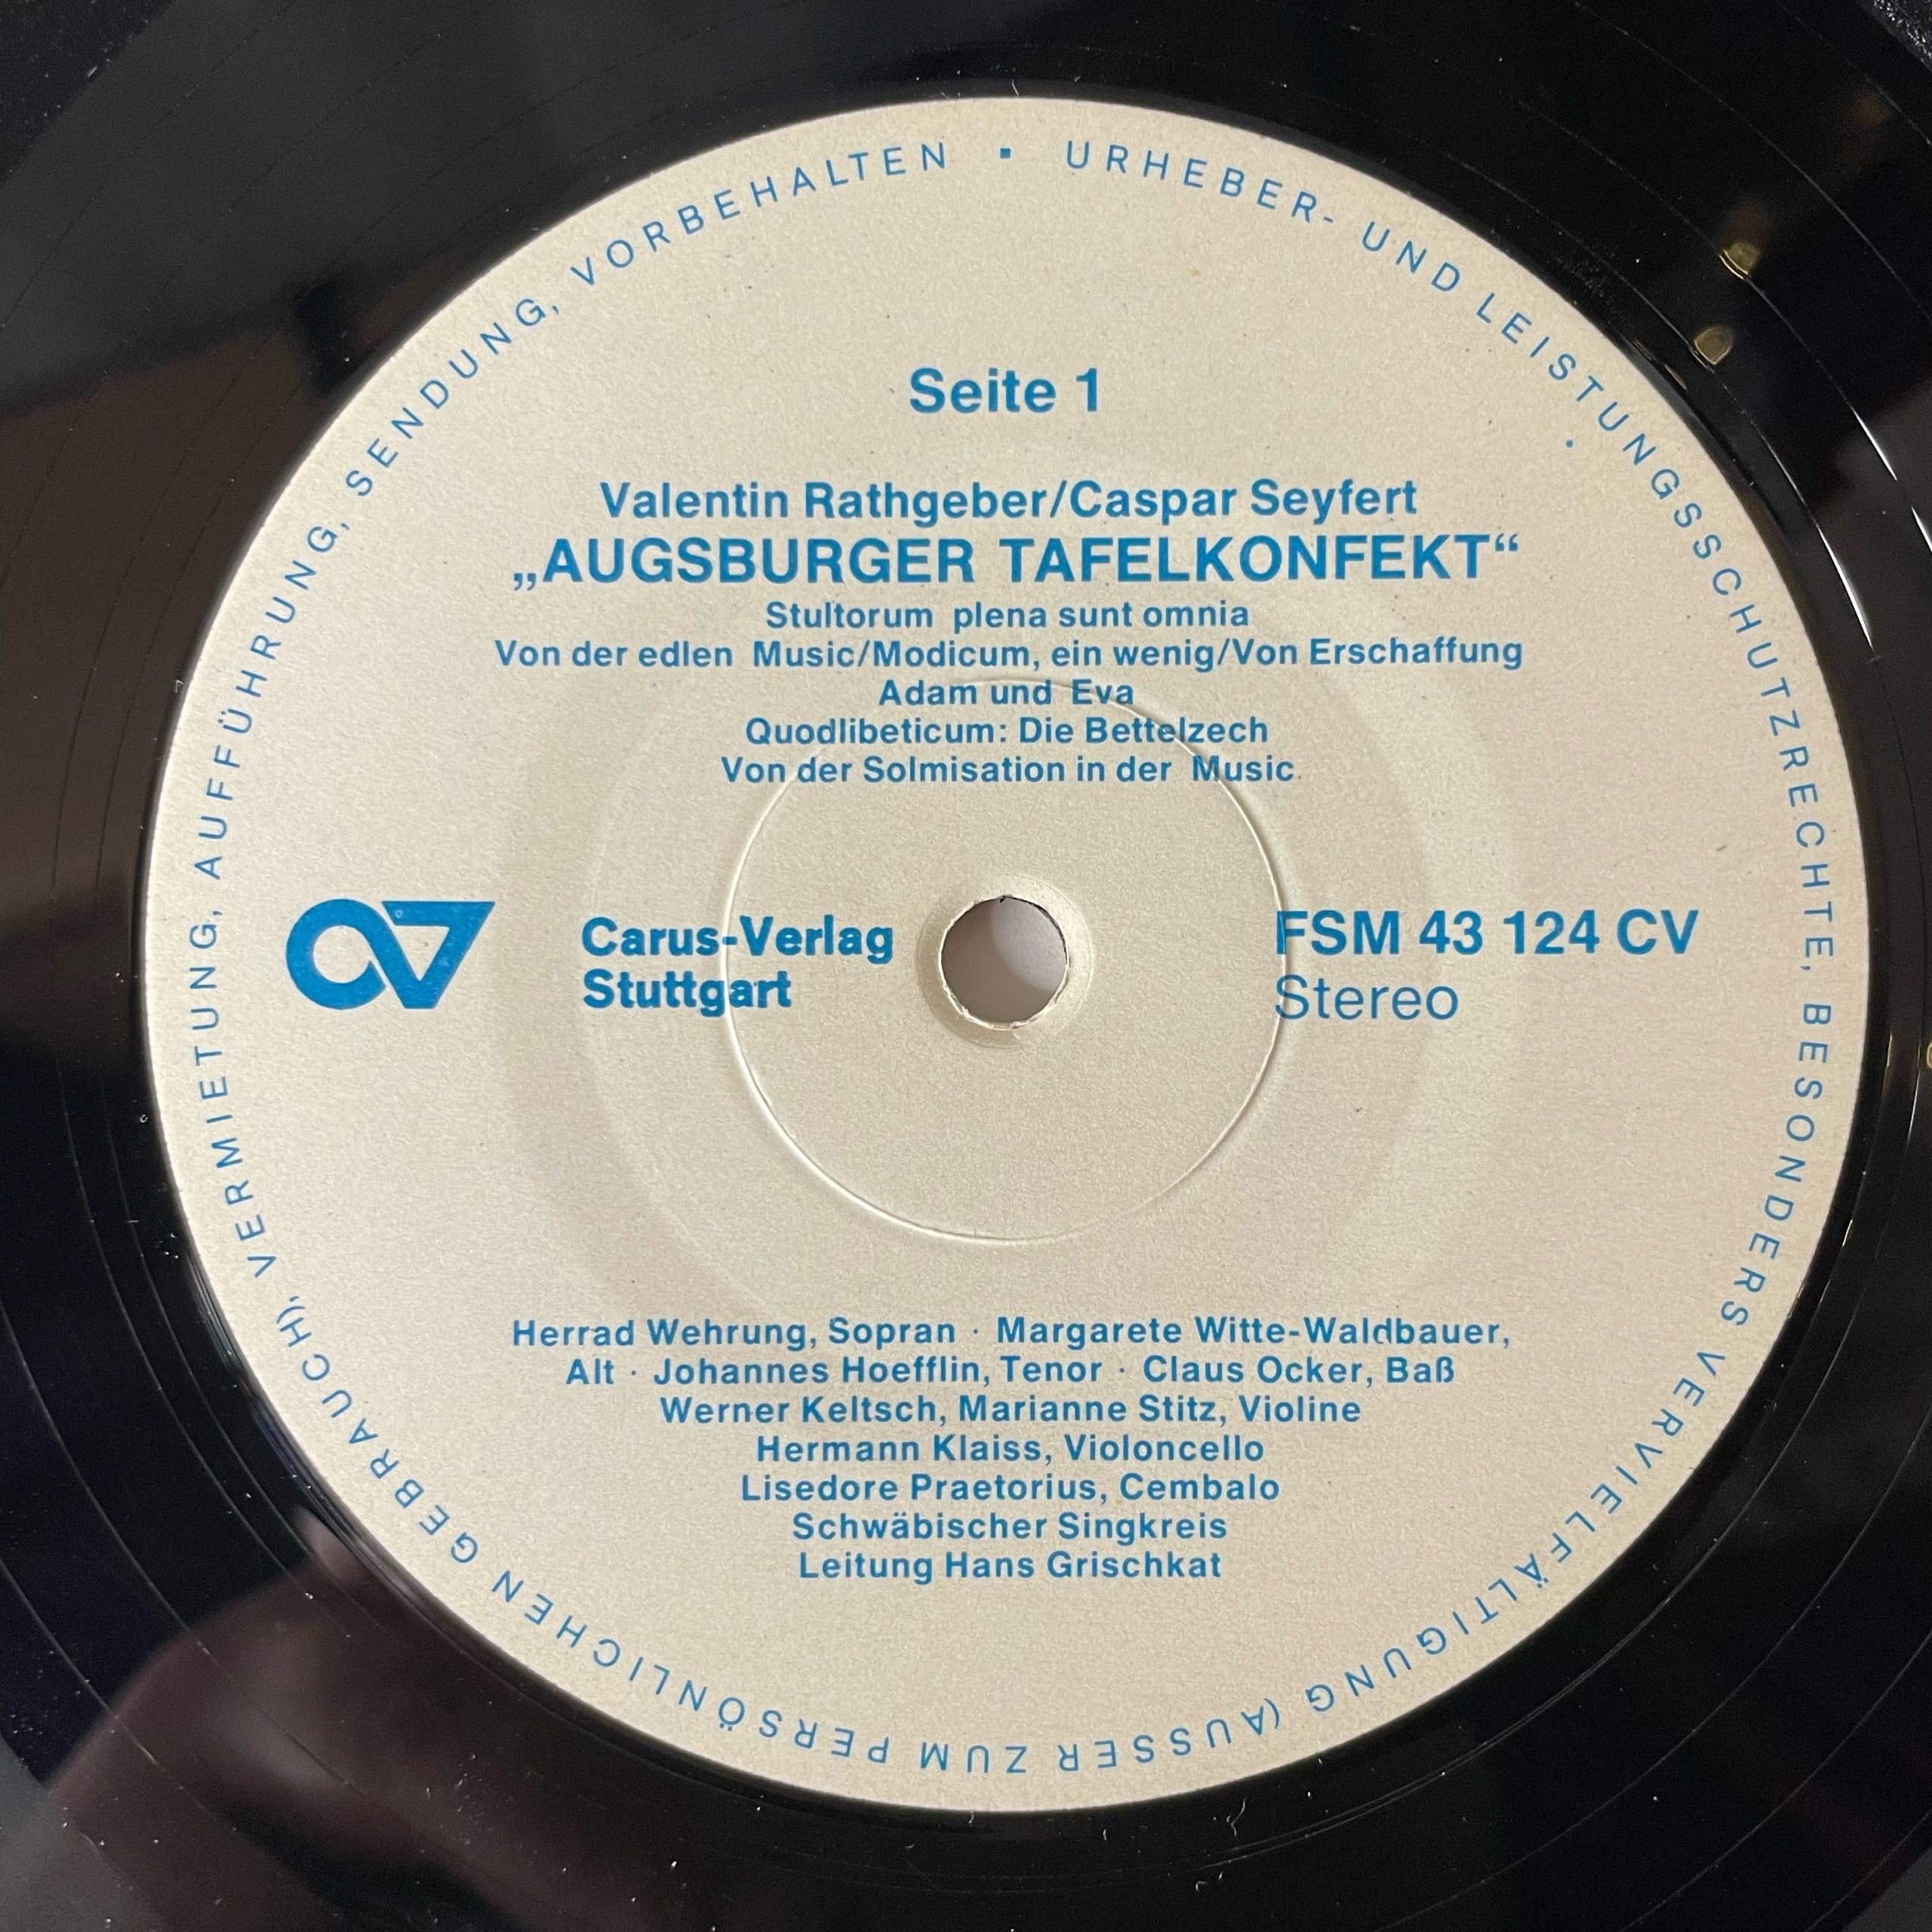 Seite 1
Valentin Rathgeber/Caspar Seyfert
„AUGSBURGER TAFELKONFEKT“
Stultorum plena sunt omnia
Von der edlen Music/Modicum, ein wenig/Von Erschaffung
Adam und Eva
Quodlibeticum: Die Bettelzech
Von der Solmisation in der Music
Carus-Verlag
Stuttgart
FSM 43 124 CV
Stereo
Herrad Wehrung, Sopran · Margarete Witte-Waldbauer,
Alt · Johannes Hoefflin, Tenor · Claus Ocker, Baß
Werner Keltsch, Marianne Stitz, Violine
Hermann Klaiss, Violoncello
Lisedore Praetorius, Cembalo
Schwäbischer Singkreis
Leitung Hans Grischkat
URHEBER- UND LEISTUNGSSCHUTZRECHTE, BESONDERS VERVIELFÄLTIGUNG (AUSSER ZUM PERSÖNLICHEN GEBRAUCH), VERMIETUNG, AUFFÜHRUNG, SENDUNG, VORBEHALTEN ▪